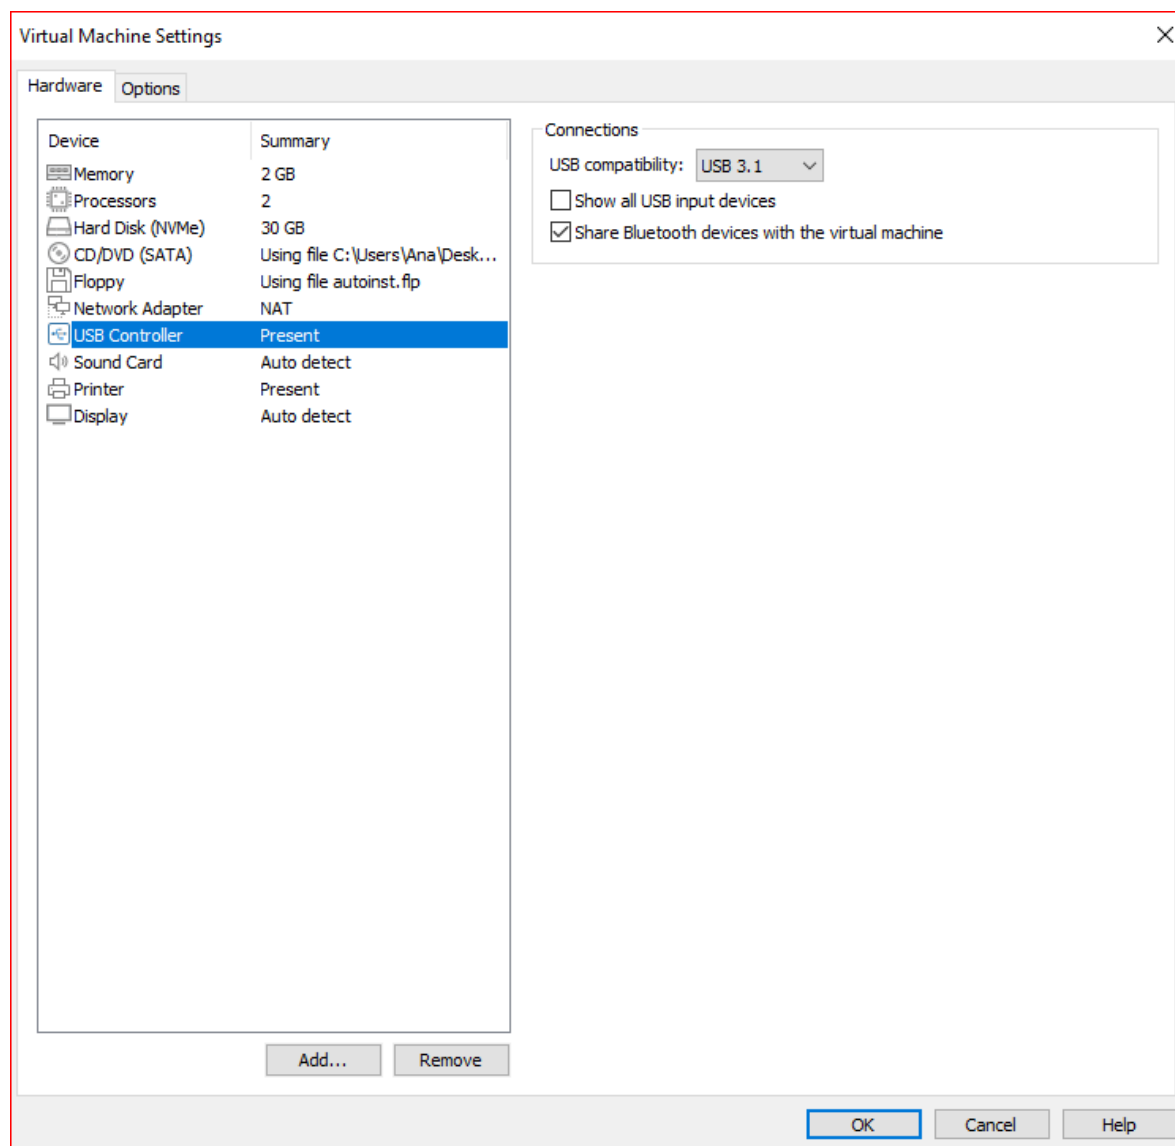 Virtual Machine Settings
Hardware Options
Device Summary
Memory 2 GB
Processors 2
Hard Disk (NVMe) 30 GB
CD/DVD (SATA) Using file C:\Users\Ana\Desk...
Floppy Using file autoinst.flp
Network Adapter NAT
USB Controller Present
Sound Card Auto detect
Printer Present
Display Auto detect
Add... Remove
Connections
USB compatibility: USB 3.1
Show all USB input devices
Share Bluetooth devices with the virtual machine
OK Cancel Help